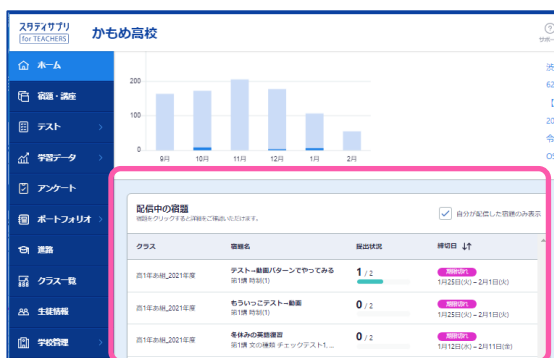 スタディサプリ
for TEACHERS
かもめ高校
サポー
ホーム
宿題・講座
テスト
学習データ
アンケート
ポートフォリオ
進路
クラス一覧
生徒情報
学校管理
200
100
0
9月 10月 11月 12月 1月 2月
渋
62
【
20
令
OS
配信中の宿題
宿題をクリックすると詳細をご確認いただけます。
自分が配信した宿題のみ表示
クラス 宿題名 提出状況 締切日
高1年あ組_2021年度
テスト→動画パターンでやってみる
第1講 時制(1)
1 / 2
期限切れ
1月25日(火) – 2月1日(火)
高1年あ組_2021年度
もういっこテスト→動画
第1講 時制(1)
0 / 2
期限切れ
1月25日(火) – 2月1日(火)
高1年あ組_2021年度
冬休みの英語復習
第1講 文の種類 チェックテスト1, ...
0 / 2
期限切れ
1月12日(水) – 2月11日(金)